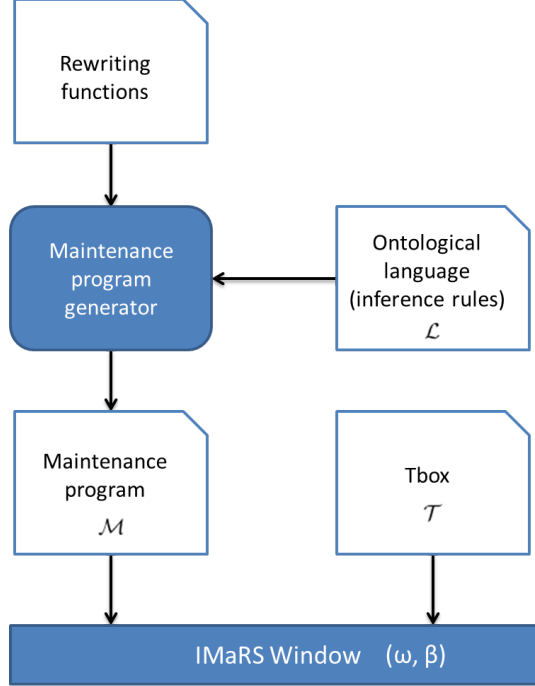 Rewriting
functions
Maintenance
program
generator
Ontological
language
(inference rules)
ℒ
Maintenance
program
ℳ
Tbox
𝒯
IMaRS Window (ω, β)